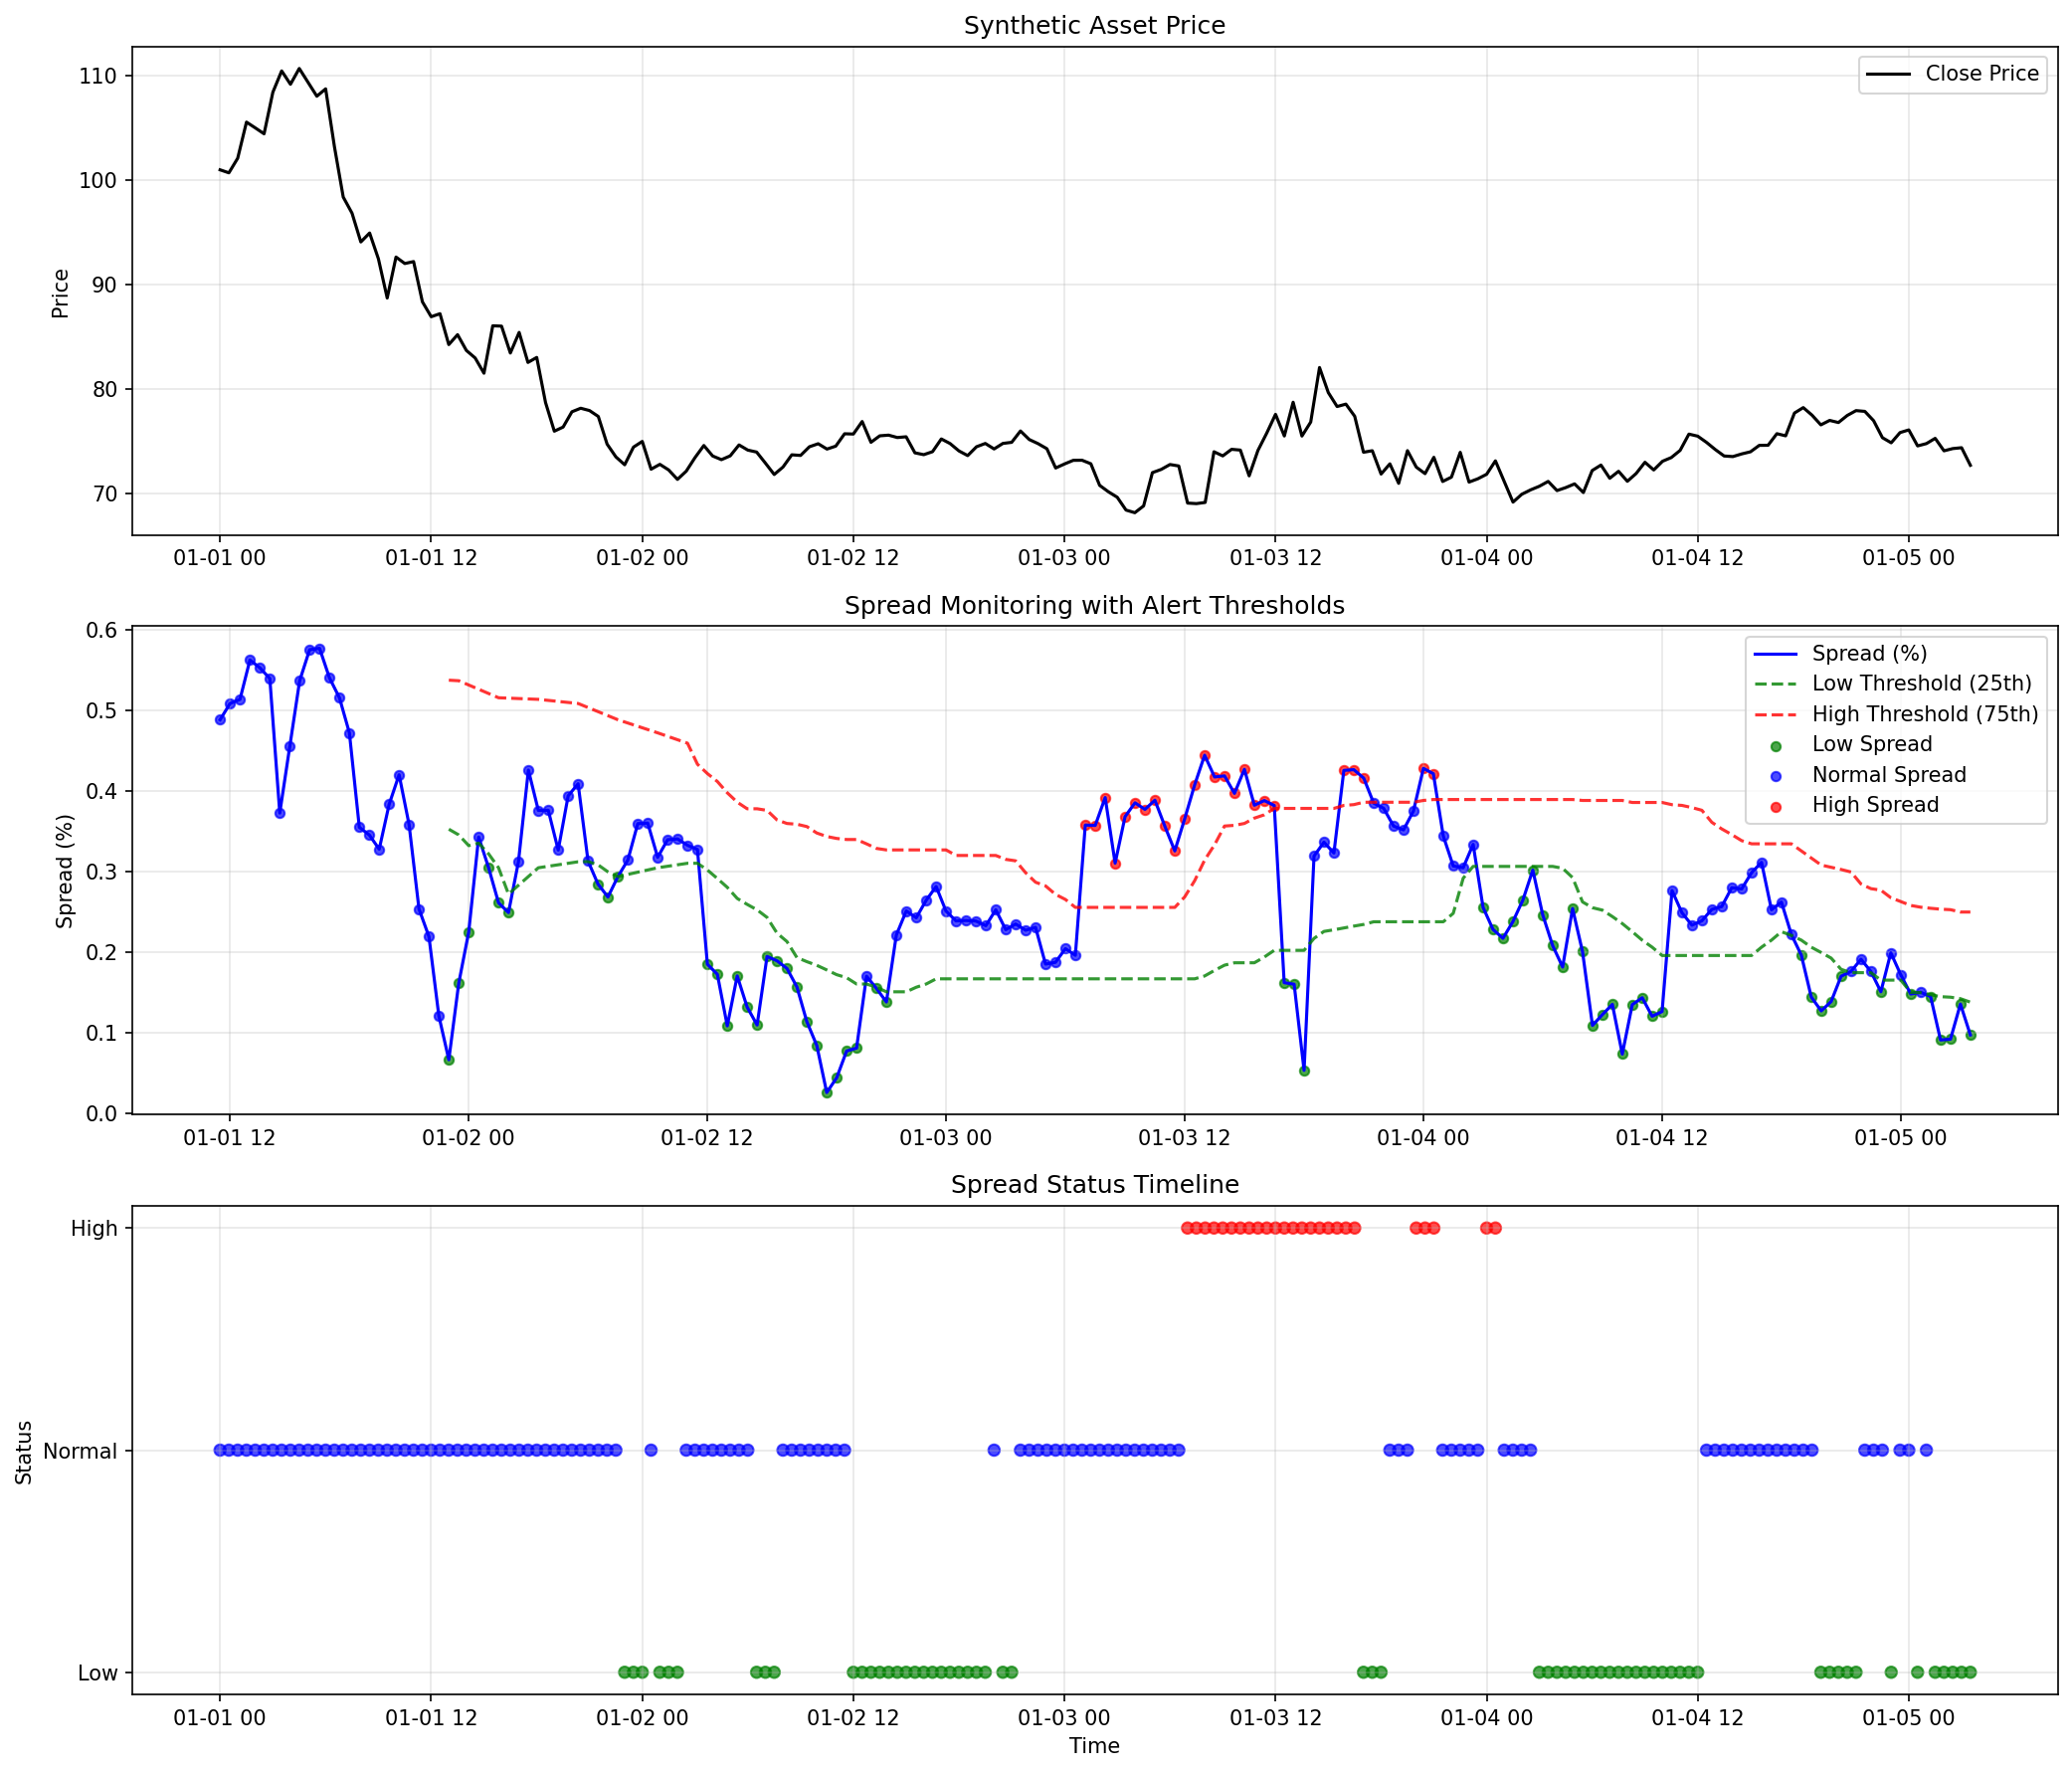 Synthetic Asset Price
Close Price
Price
110
100
90
80
70
01-01 00
01-01 12
01-02 00
01-02 12
01-03 00
01-03 12
01-04 00
01-04 12
01-05 00
Spread Monitoring with Alert Thresholds
Spread (%)
Low Threshold (25th)
High Threshold (75th)
Low Spread
Normal Spread
High Spread
Spread (%)
0.6
0.5
0.4
0.3
0.2
0.1
0.0
01-01 12
01-02 00
01-02 12
01-03 00
01-03 12
01-04 00
01-04 12
01-05 00
Spread Status Timeline
Status
High
Normal
Low
01-01 00
01-01 12
01-02 00
01-02 12
01-03 00
01-03 12
01-04 00
01-04 12
01-05 00
Time